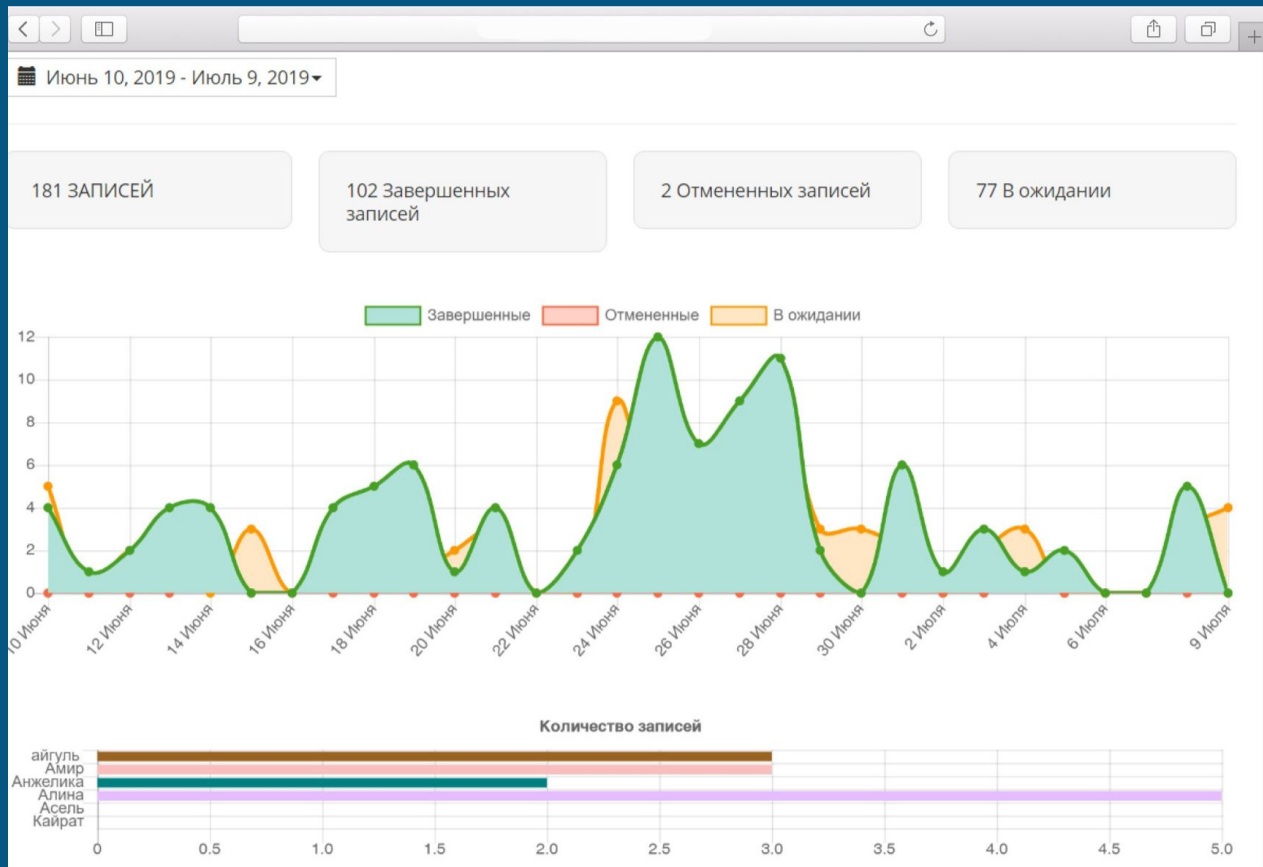 Июнь 10, 2019 - Июль 9, 2019
181 ЗАПИСЕЙ
102 Завершенных
записей
2 Отмененных записей
77 В ожидании
Завершенные Отмененные В ожидании
12
10
8
6
4
2
0
10 Июня 12 Июня 14 Июня 16 Июня 18 Июня 20 Июня 22 Июня 24 Июня 26 Июня 28 Июня 30 Июня 2 Июля 4 Июля 6 Июля 9 Июля
Количество записей
айгуль
Амир
Анжелика
Алина
Асель
Кайрат
0 0.5 1.0 1.5 2.0 2.5 3.0 3.5 4.0 4.5 5.0